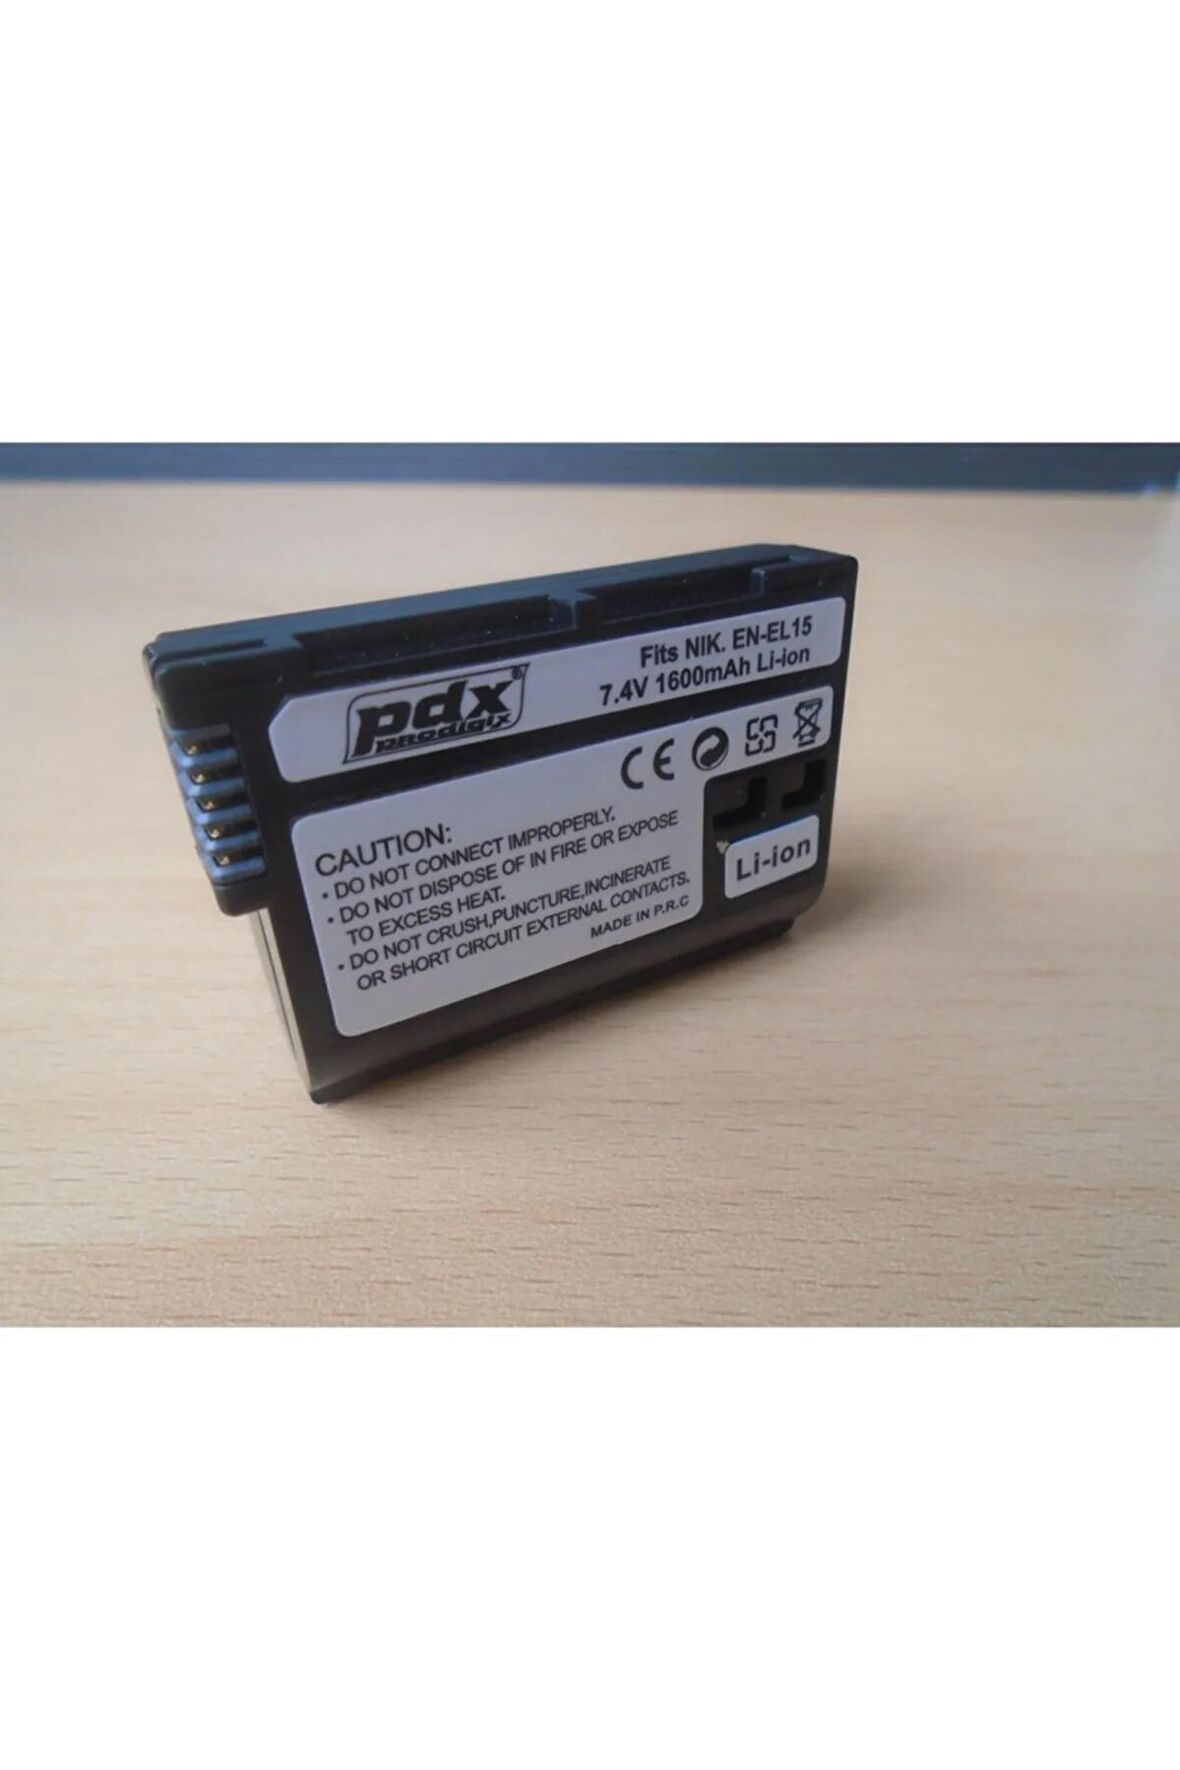 pdx®
prodigix
Fits NIK. EN-EL15
7.4V 1600mAh Li-ion
CE
CAUTION:
· DO NOT CONNECT IMPROPERLY.
· DO NOT DISPOSE OF IN FIRE OR EXPOSE
TO EXCESS HEAT.
· DO NOT CRUSH,PUNCTURE,INCINERATE
OR SHORT CIRCUIT EXTERNAL CONTACTS.
MADE IN P.R.C
Li-ion